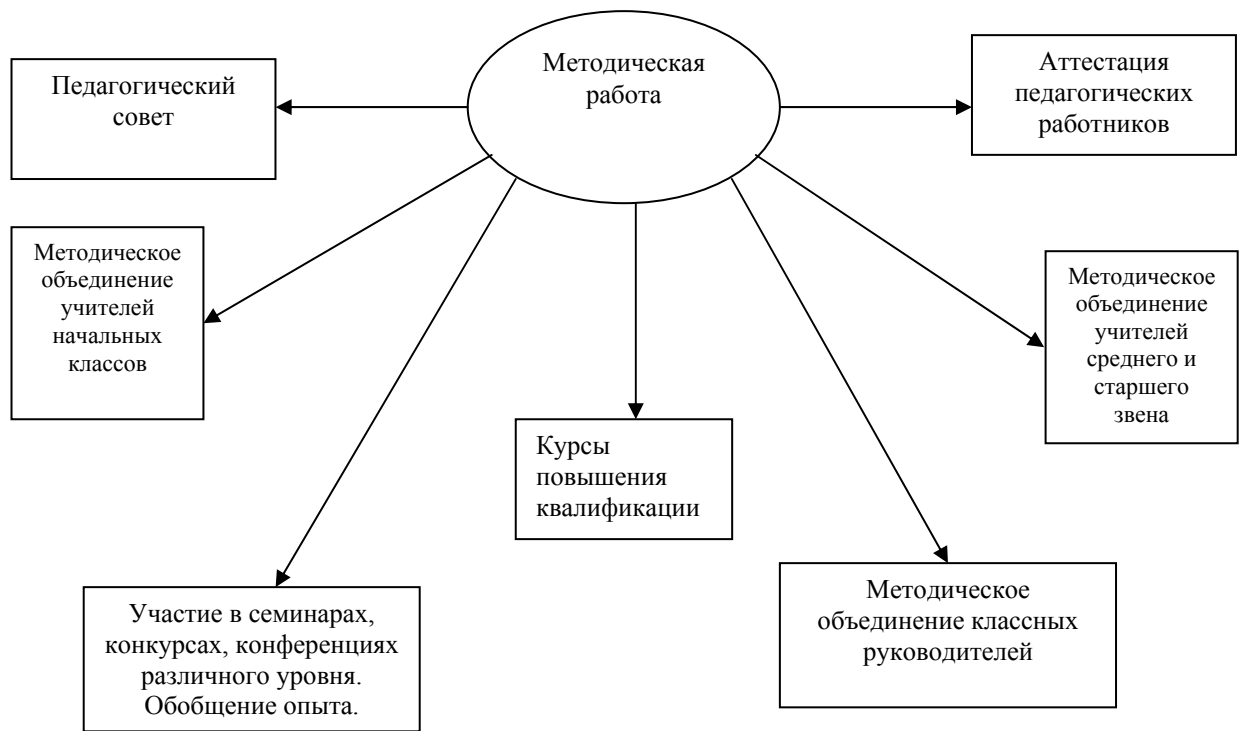 Методическая
работа
Педагогический
совет
Аттестация
педагогических
работников
Методическое
объединение
учителей
начальных
классов
Методическое
объединение
учителей
среднего и
старшего
звена
Курсы
повышения
квалификации
Участие в семинарах,
конкурсах, конференциях
различного уровня.
Обобщение опыта.
Методическое
объединение классных
руководителей